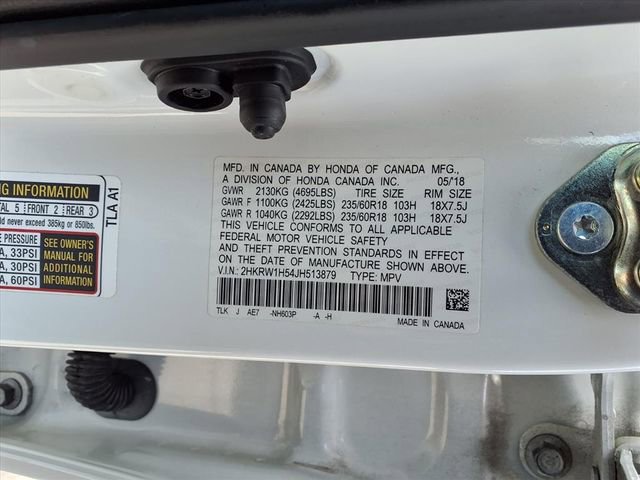 MFD. IN CANADA BY HONDA OF CANADA MFG.,
A DIVISION OF HONDA CANADA INC. 05/'18
GVWR 2130KG (4695LBS) TIRE SIZE RIM SIZE
GAWR F 1100KG (2425LBS) 235/60R18 103H 18X7.5J
GAWR R 1040KG (2292LBS) 235/60R18 103H 18X7.5J
THIS VEHICLE CONFORMS TO ALL APPLICABLE
FEDERAL MOTOR VEHICLE SAFETY
AND THEFT PREVENTION STANDARDS IN EFFECT
ON THE DATE OF MANUFACTURE SHOWN ABOVE.
V.I.N: 2HKRW1H54JH513879 TYPE: MPV
TLK J AE7 -NH603P -A -H
MADE IN CANADA
NG INFORMATION
TAL 5 FRONT 2 REAR 3
ld never exceed 385kg or 850lbs.
PRESSURE
A, 33PSI
A, 30PSI
A, 60PSI
SEE OWNER'S
MANUAL FOR
ADDITIONAL
INFORMATION
TLA A1